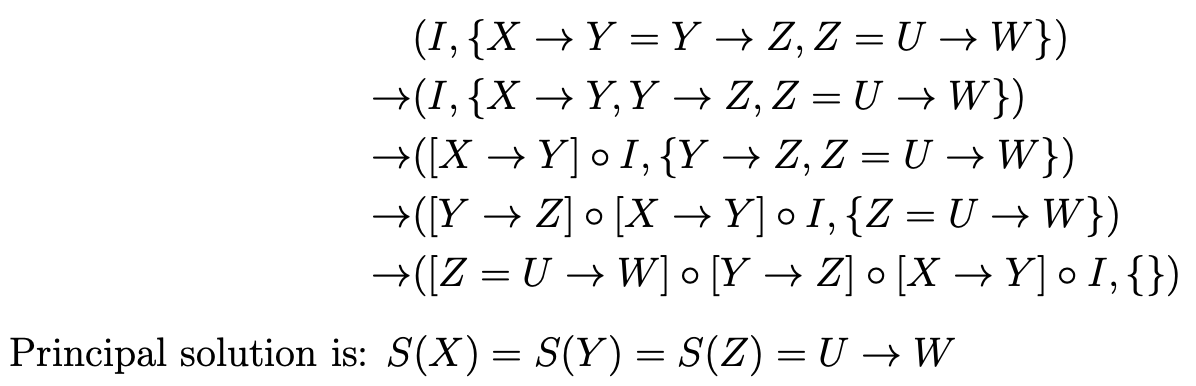 (I, {X → Y = Y → Z, Z = U → W})
→(I, {X → Y, Y → Z, Z = U → W})
→([X → Y] ∘ I, {Y → Z, Z = U → W})
→([Y → Z] ∘ [X → Y] ∘ I, {Z = U → W})
→([Z = U → W] ∘ [Y → Z] ∘ [X → Y] ∘ I, {})
Principal solution is: S(X) = S(Y) = S(Z) = U → W